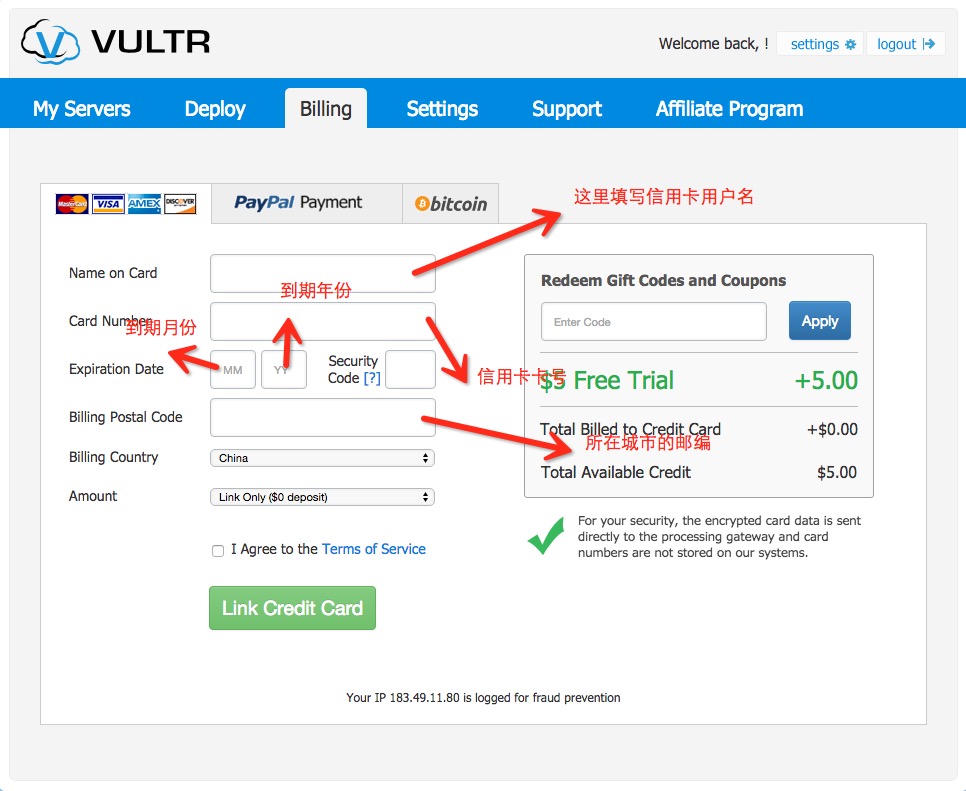 VULTR
Welcome back, ! settings logout
My Servers Deploy Billing Settings Support Affiliate Program
MasterCard VISA AMEX DISCOVER PayPal Payment bitcoin
这里填写信用卡用户名
Name on Card
到期年份
Card Number
到期月份
Expiration Date MM YY Security Code [?]
信用卡卡号
Billing Postal Code
所在城市的邮编
Billing Country China
Amount Link Only ($0 deposit)
I Agree to the Terms of Service
Link Credit Card
Redeem Gift Codes and Coupons
Enter Code Apply
$5 Free Trial +5.00
Total Billed to Credit Card +$0.00
Total Available Credit $5.00
For your security, the encrypted card data is sent
directly to the processing gateway and card
numbers are not stored on our systems.
Your IP 183.49.11.80 is logged for fraud prevention